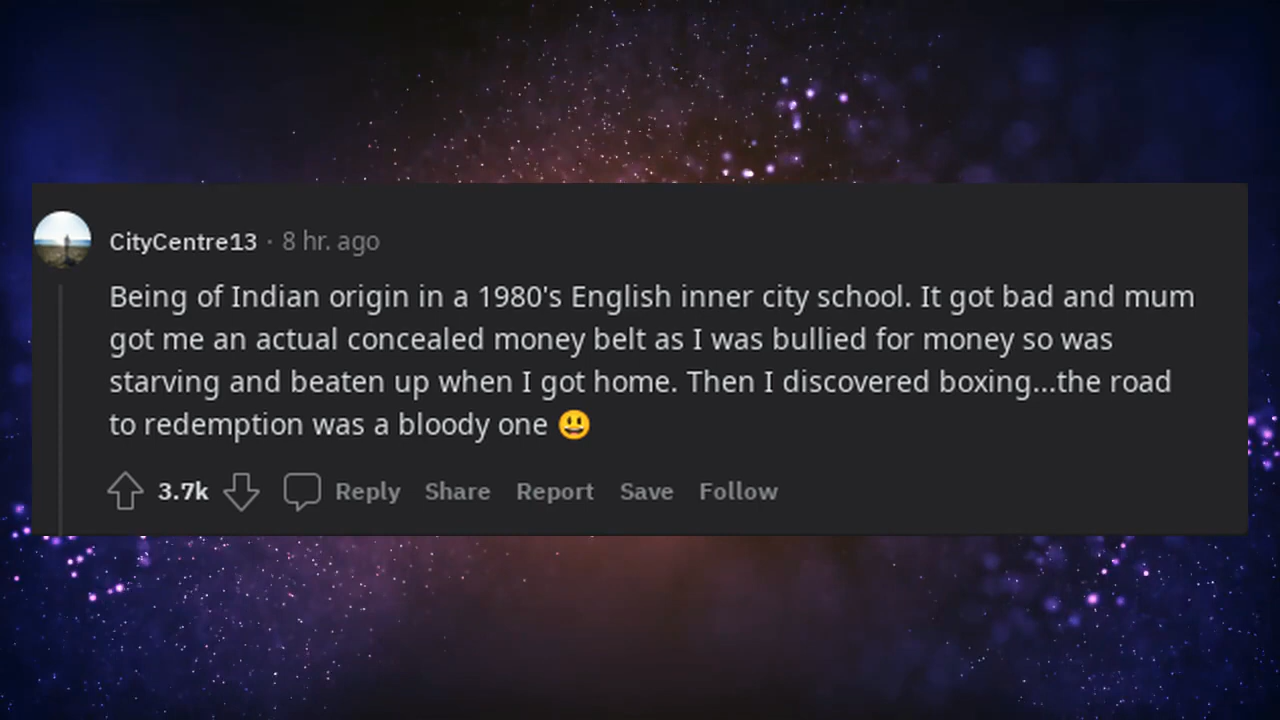 CityCentre13 · 8 hr. ago
Being of Indian origin in a 1980's English inner city school. It got bad and mum
got me an actual concealed money belt as I was bullied for money so was
starving and beaten up when I got home. Then I discovered boxing...the road
to redemption was a bloody one 😃
3.7k Reply Share Report Save Follow